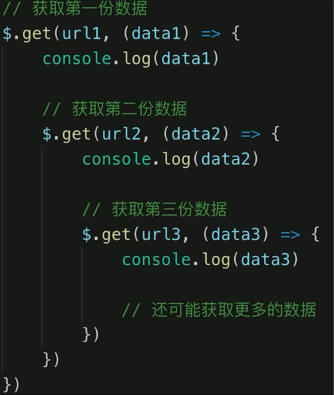 // 获取第一份数据
$.get(url1, (data1) => {
    console.log(data1)

    // 获取第二份数据
    $.get(url2, (data2) => {
        console.log(data2)

        // 获取第三份数据
        $.get(url3, (data3) => {
            console.log(data3)

            // 还可能获取更多的数据
        })
    })
})